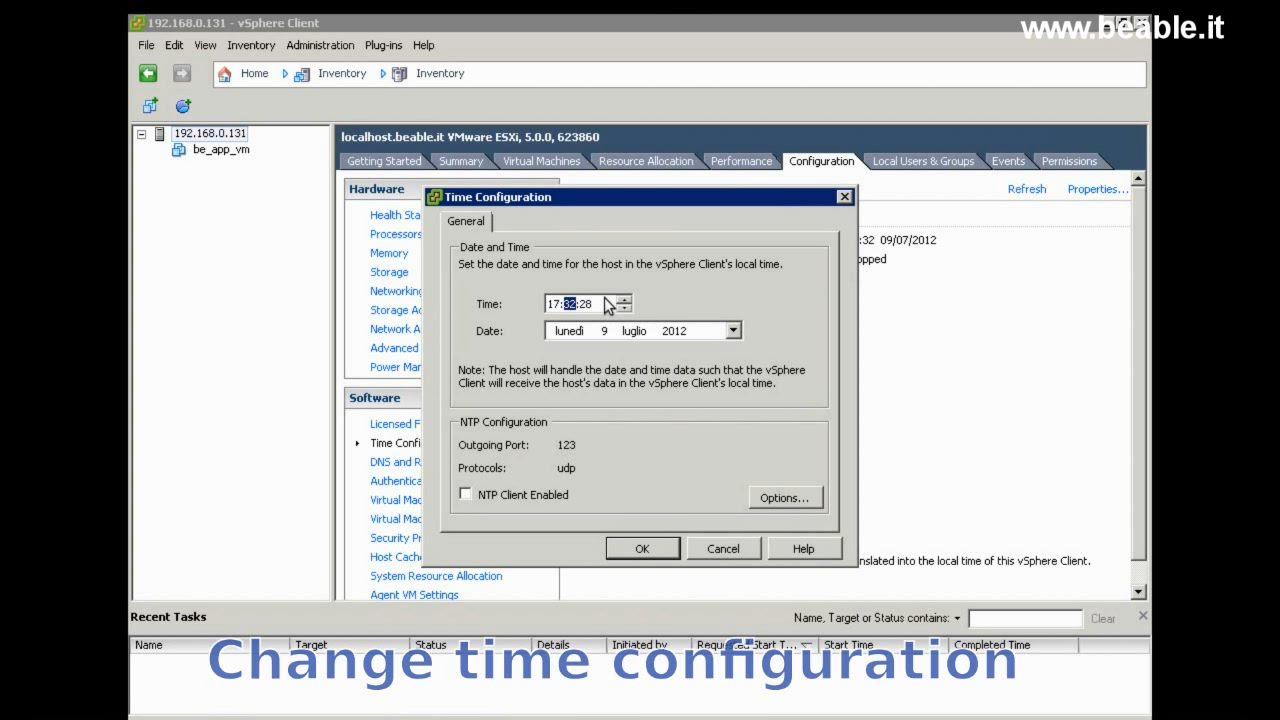 192.168.0.131 - vSphere Client
www.beable.it
File Edit View Inventory Administration Plug-ins Help
Home Inventory Inventory
192.168.0.131
be_app_vm
localhost.beable.it VMware ESXi, 5.0.0, 623860
Getting Started Summary Virtual Machines Resource Allocation Performance Configuration Local Users & Groups Events Permissions
Hardware
Refresh Properties...
Health Sta
Processors
Memory
Storage
Networking
Storage Ad
Network A
Advanced
Power Mar
Software
Licensed F
Time Confi
DNS and R
Authentica
Virtual Mac
Virtual Mac
Security Pr
Host Cach
System Resource Allocation
Agent VM Settings
:32 09/07/2012
opped
nslated into the local time of this vSphere Client.
Time Configuration
General
Date and Time
Set the date and time for the host in the vSphere Client's local time.
Time: 17:32:28
Date: lunedì 9 luglio 2012
Note: The host will handle the date and time data such that the vSphere
Client will receive the host's data in the vSphere Client's local time.
NTP Configuration
Outgoing Port: 123
Protocols: udp
NTP Client Enabled
Options...
OK Cancel Help
Recent Tasks
Name, Target or Status contains: Clear
Name Target Status Details Initiated by Requested Start T... Start Time Completed Time
Change time configuration